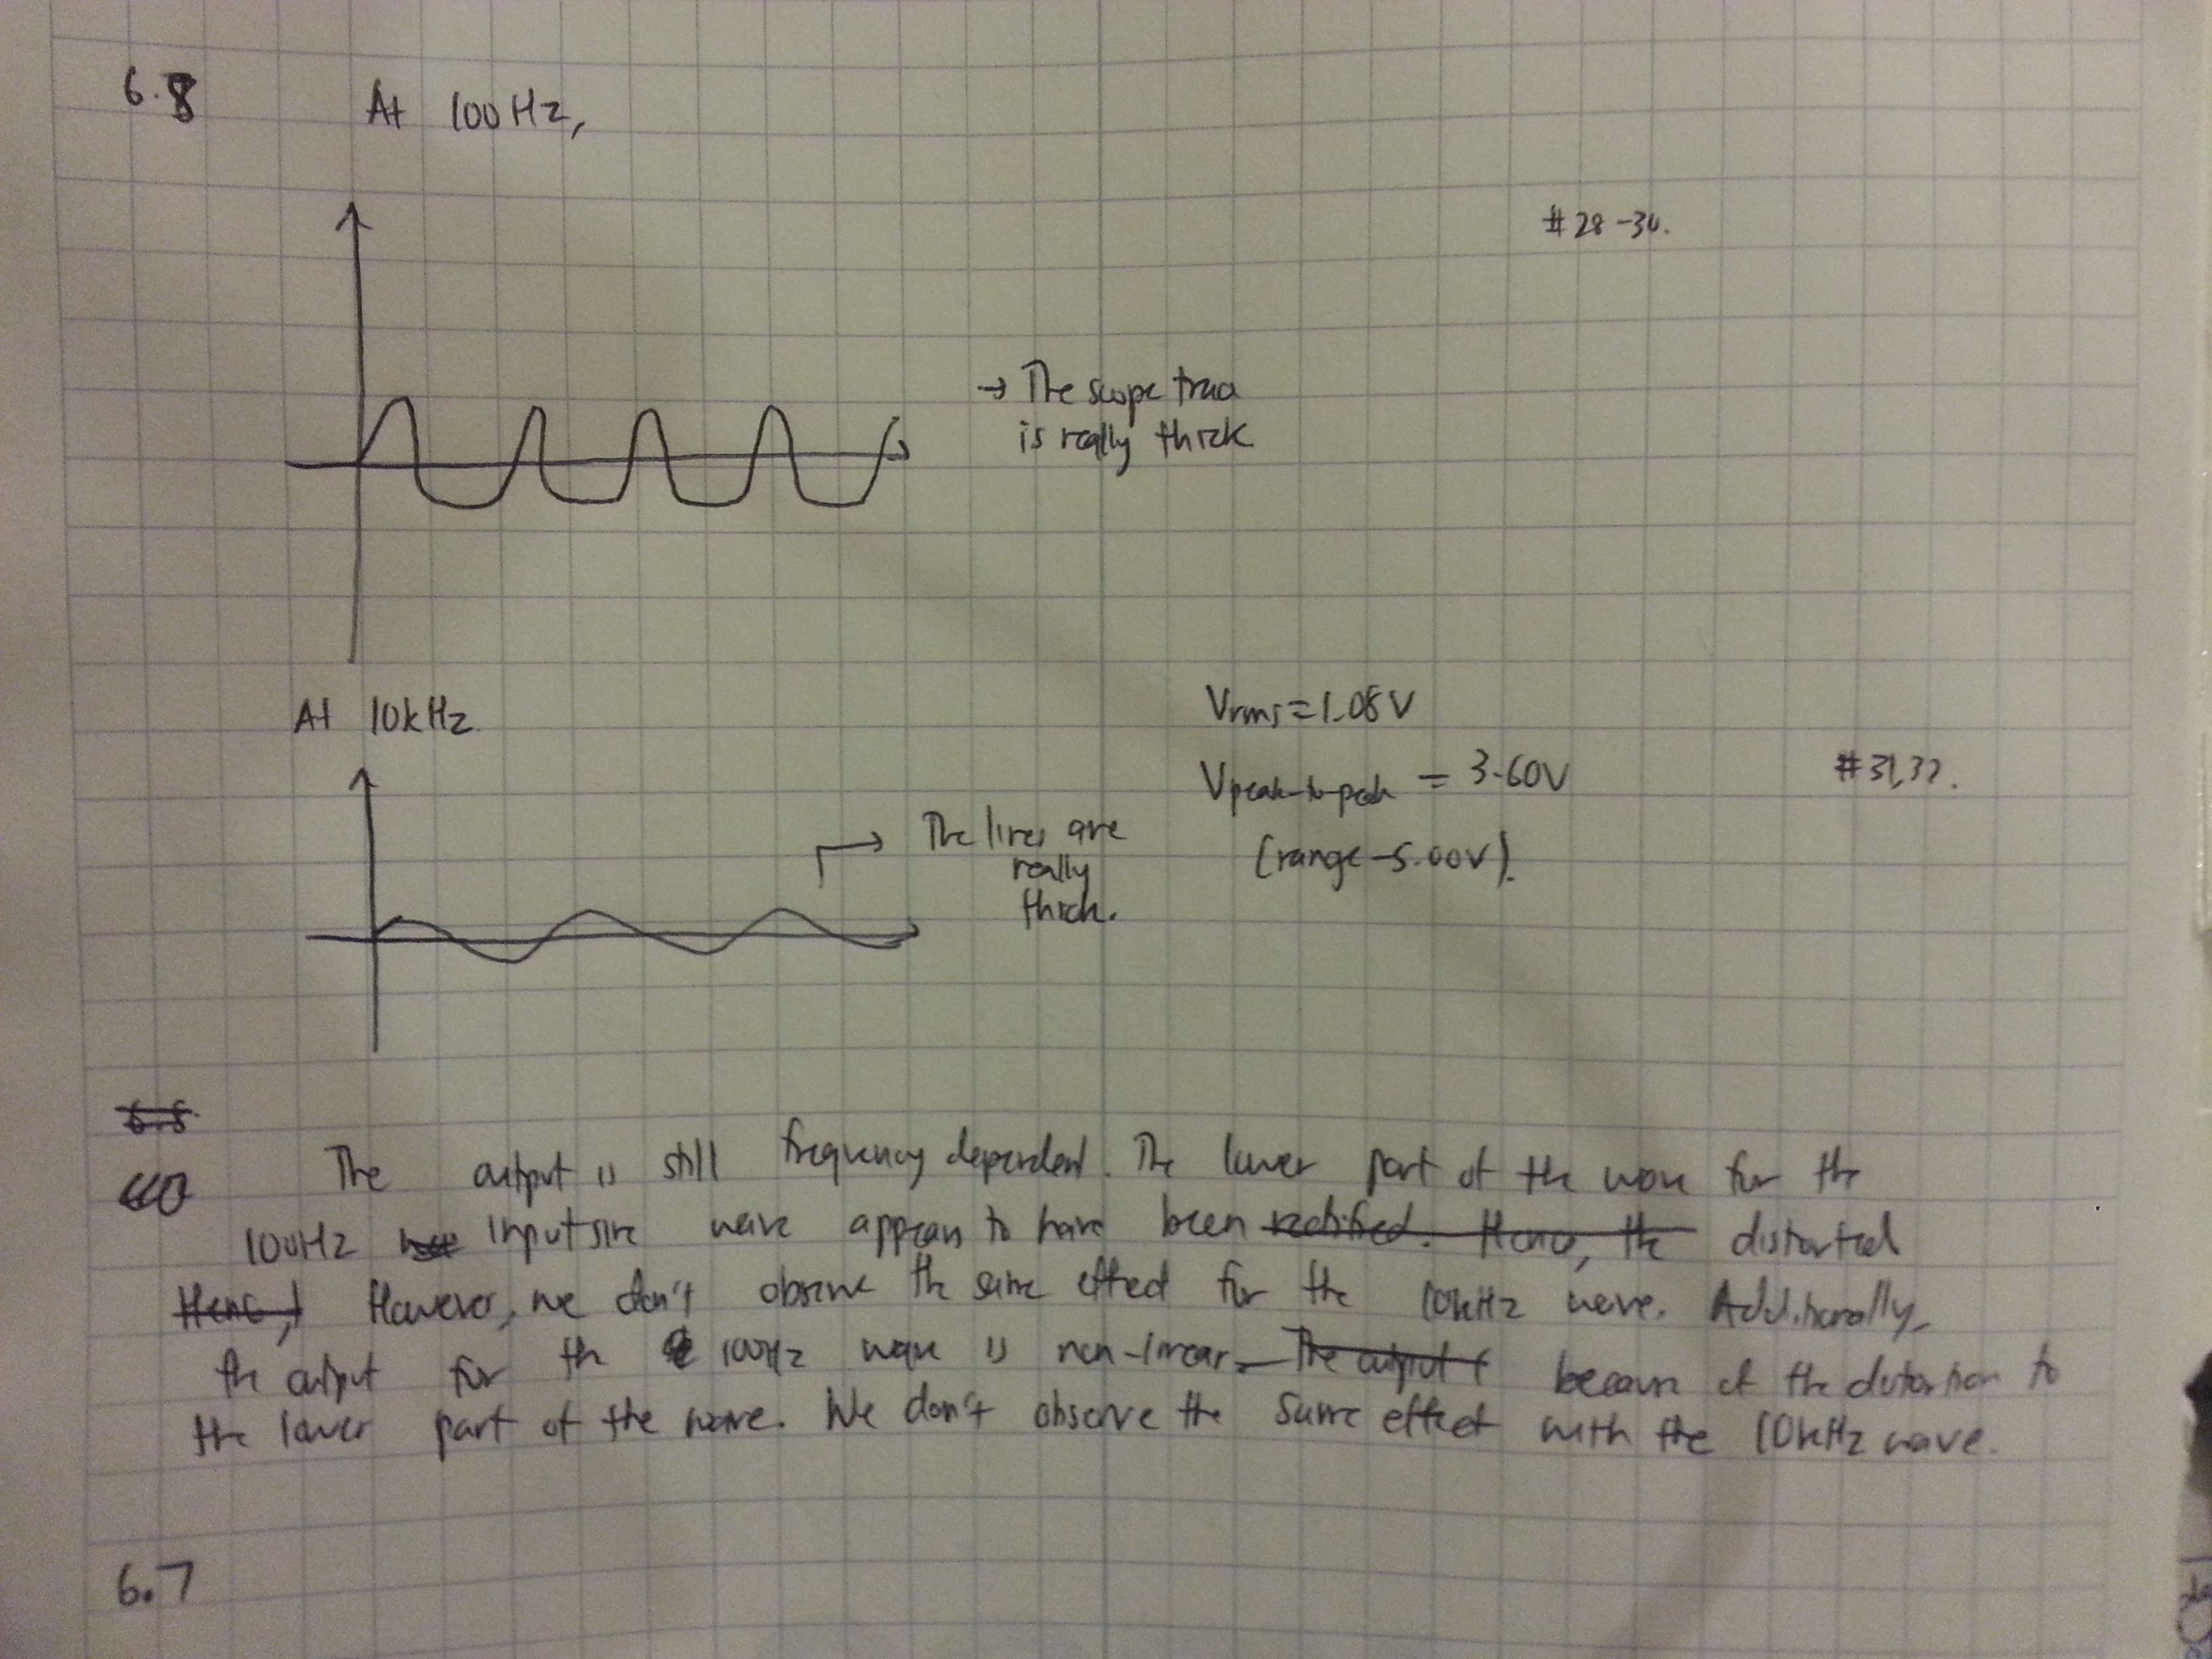 6.8 At 100Hz,
#28-30.
→ The scope trace
is really thick
At 10kHz
Vrms=1.08V
Vpeak-to-peak = 3.60V
(range-5.00V).
#31,32.
The lines are
really
thick.
6.5
The output is still frequency dependent. The lower part of the wave for the
100Hz input sine wave appears to have been rectified. Hence, the distorted
Hence, However, we don't observe the same effect for the 10kHz wave. Additionally,
the output for the 100Hz wave is non-linear. The output because of the distortion to
the lower part of the wave. We don't observe the same effect with the 10kHz wave.
6.7